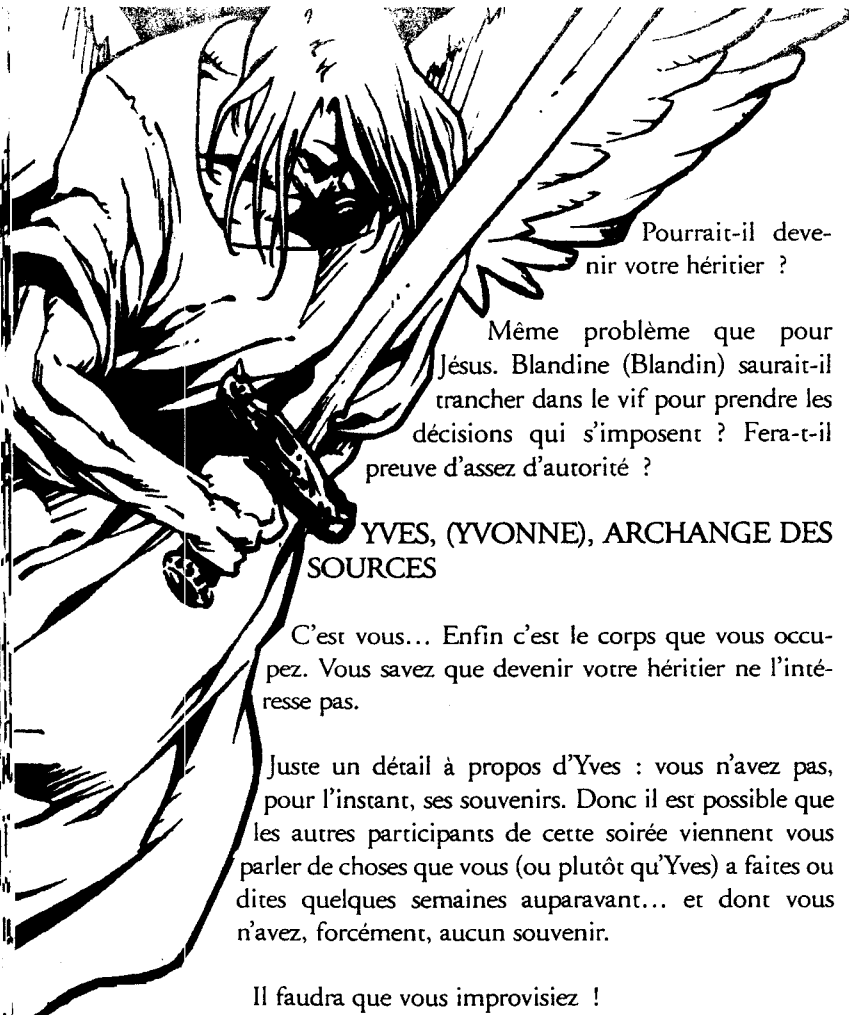 Pourrait-il deve-
nir votre héritier ?
Même problème que pour
Jésus. Blandine (Blandin) saurait-il
trancher dans le vif pour prendre les
décisions qui s'imposent ? Fera-t-il
preuve d'assez d'autorité ?
YVES, (YVONNE), ARCHANGE DES
SOURCES
C'est vous... Enfin c'est le corps que vous occu-
pez. Vous savez que devenir votre héritier ne l'inté-
resse pas.
Juste un détail à propos d'Yves : vous n'avez pas,
pour l'instant, ses souvenirs. Donc il est possible que
les autres participants de cette soirée viennent vous
parler de choses que vous (ou plutôt qu'Yves) a faites ou
dites quelques semaines auparavant... et dont vous
n'avez, forcément, aucun souvenir.
Il faudra que vous improvisiez !